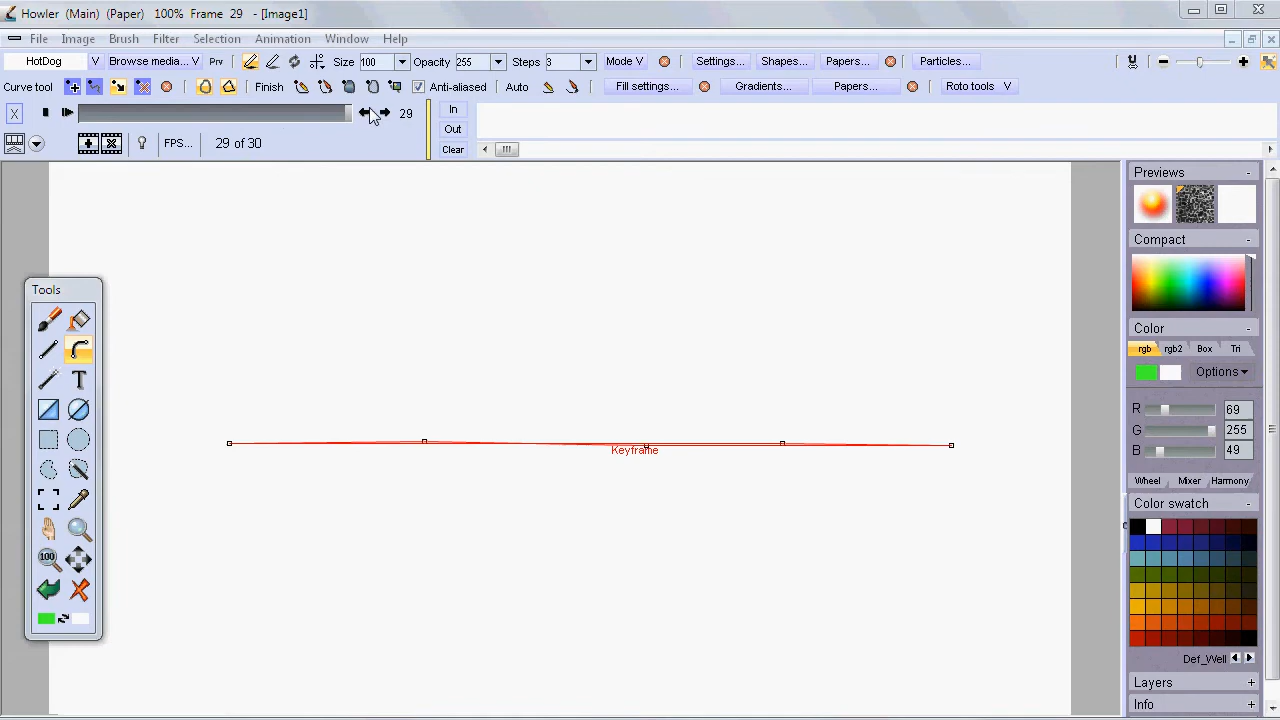 Howler (Main) (Paper) 100% Frame 29 - [Image1]
File Image Brush Filter Selection Animation Window Help
HotDog Browse media... Prv Size 100 Opacity 255 Steps 3 Mode Settings... Shapes... Papers... Particles...
Curve tool Finish Anti-aliased Auto Fill settings... Gradients... Papers... Roto tools
X 29 In
Out
FPS... 29 of 30 Clear
Previews
Compact
Color
rgb rgb2 Box Tri
Options
R 69
G 255
B 49
Wheel Mixer Harmony
Color swatch
Def_Well
Layers
Info
Tools
T
100
Keyframe